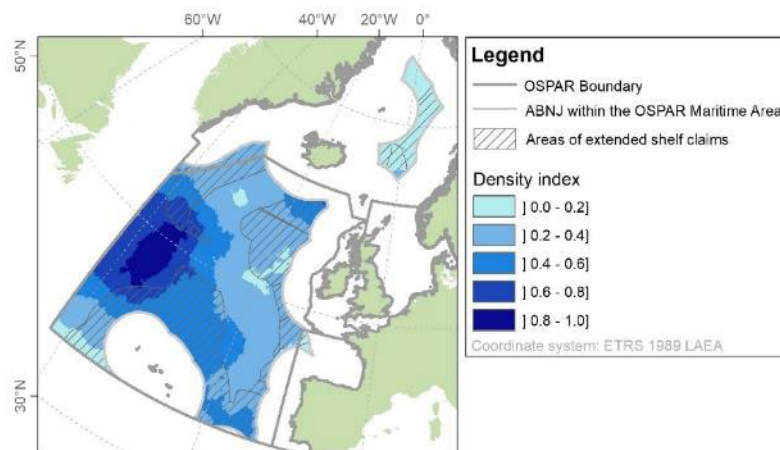 60°W
40°W
20°W
0°
50°N
30°N
Legend
OSPAR Boundary
ABNJ within the OSPAR Maritime Area
Areas of extended shelf claims
Density index
] 0.0 - 0.2]
] 0.2 - 0.4]
] 0.4 - 0.6]
] 0.6 - 0.8]
] 0.8 - 1.0]
Coordinate system: ETRS 1989 LAEA